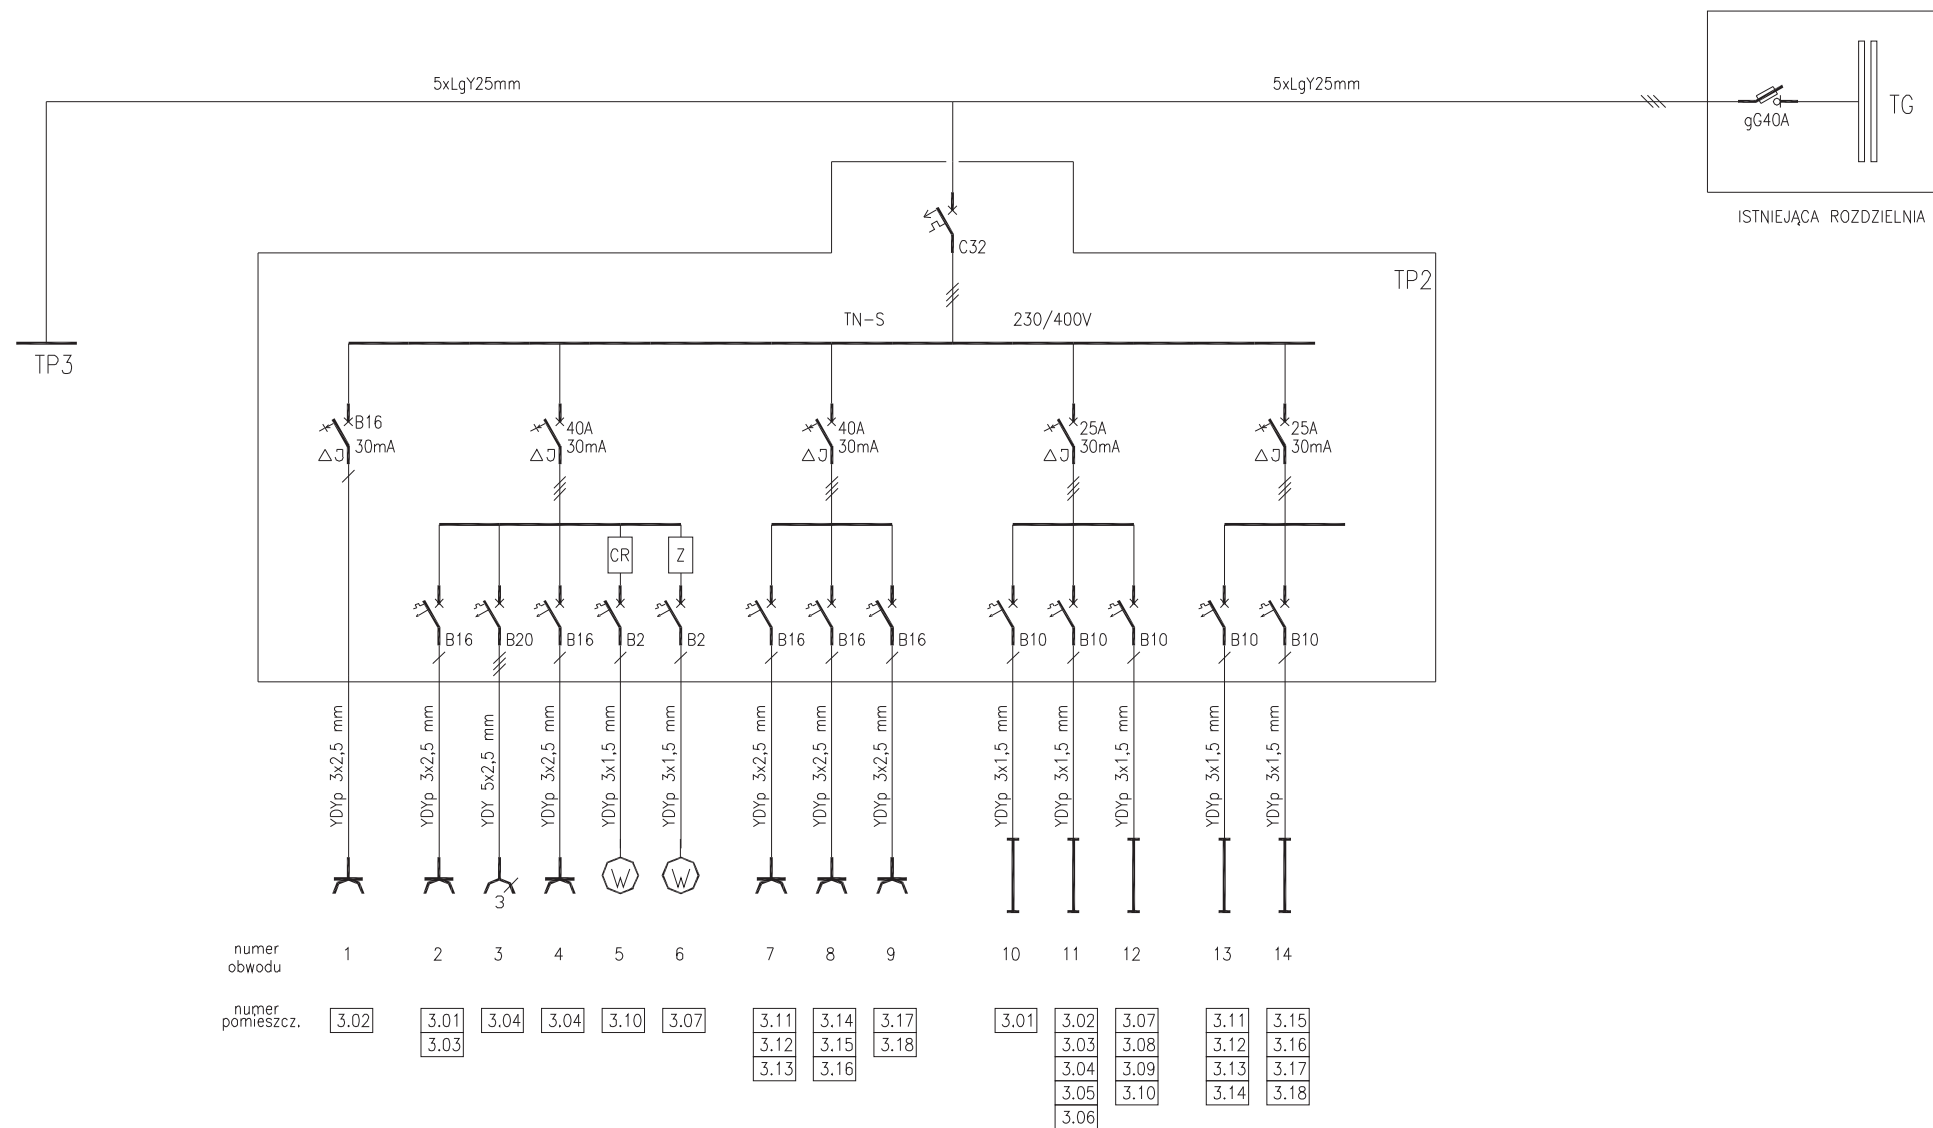 5xLgY25mm
5xLgY25mm
gG40A
TG
ISTNIEJĄCA ROZDZIELNIA
C32
TP2
TN-S
230/400V
TP3
B16
30mA
ΔJ
40A
30mA
ΔJ
40A
30mA
ΔJ
25A
30mA
ΔJ
25A
30mA
ΔJ
CR
Z
B16
B20
B16
B2
B2
B16
B16
B16
B10
B10
B10
B10
B10
YDYp 3x2,5 mm
YDYp 3x2,5 mm
YDY 5x2,5 mm
YDYp 3x2,5 mm
YDYp 3x1,5 mm
YDYp 3x1,5 mm
YDYp 3x2,5 mm
YDYp 3x2,5 mm
YDYp 3x2,5 mm
YDYp 3x1,5 mm
YDYp 3x1,5 mm
YDYp 3x1,5 mm
YDYp 3x1,5 mm
YDYp 3x1,5 mm
3
W
W
numer
obwodu
1 2 3 4 5 6 7 8 9 10 11 12 13 14
numer
pomieszcz.
3.02 3.01 3.04 3.04 3.10 3.07 3.11 3.14 3.17 3.01 3.02 3.07 3.11 3.15
3.03 3.12 3.15 3.18 3.03 3.08 3.12 3.16
3.13 3.16 3.04 3.09 3.13 3.17
3.05 3.10 3.14 3.18
3.06